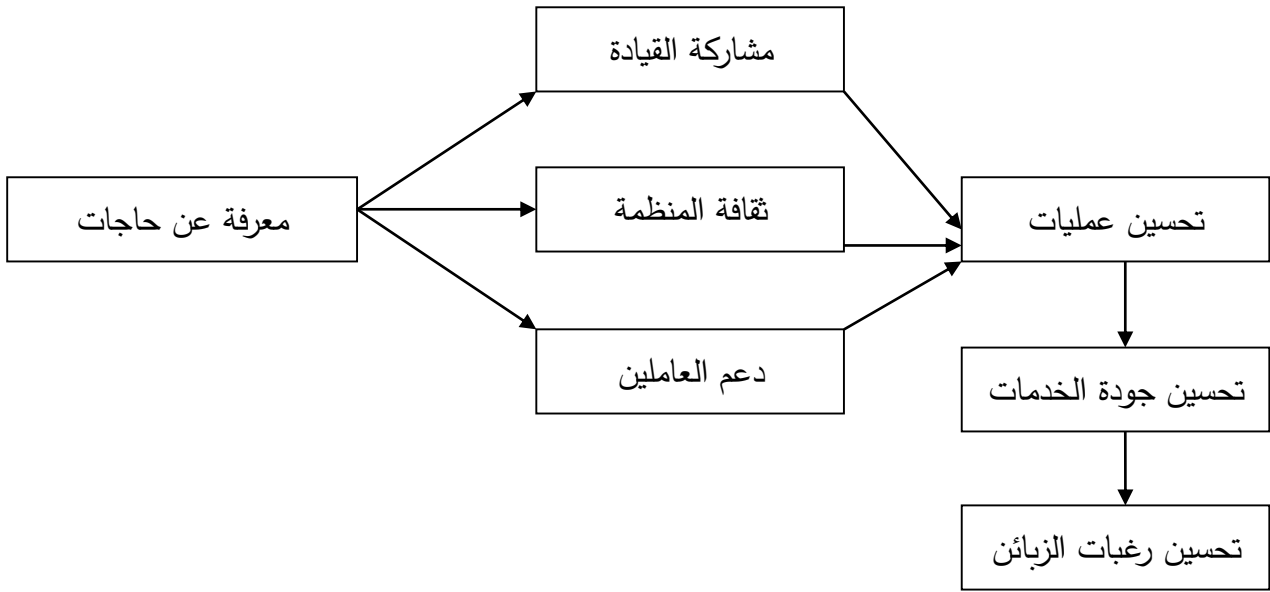 مشاركة القيادة
معرفة عن حاجات
ثقافة المنظمة
تحسين عمليات
دعم العاملين
تحسين جودة الخدمات
تحسين رغبات الزبائن